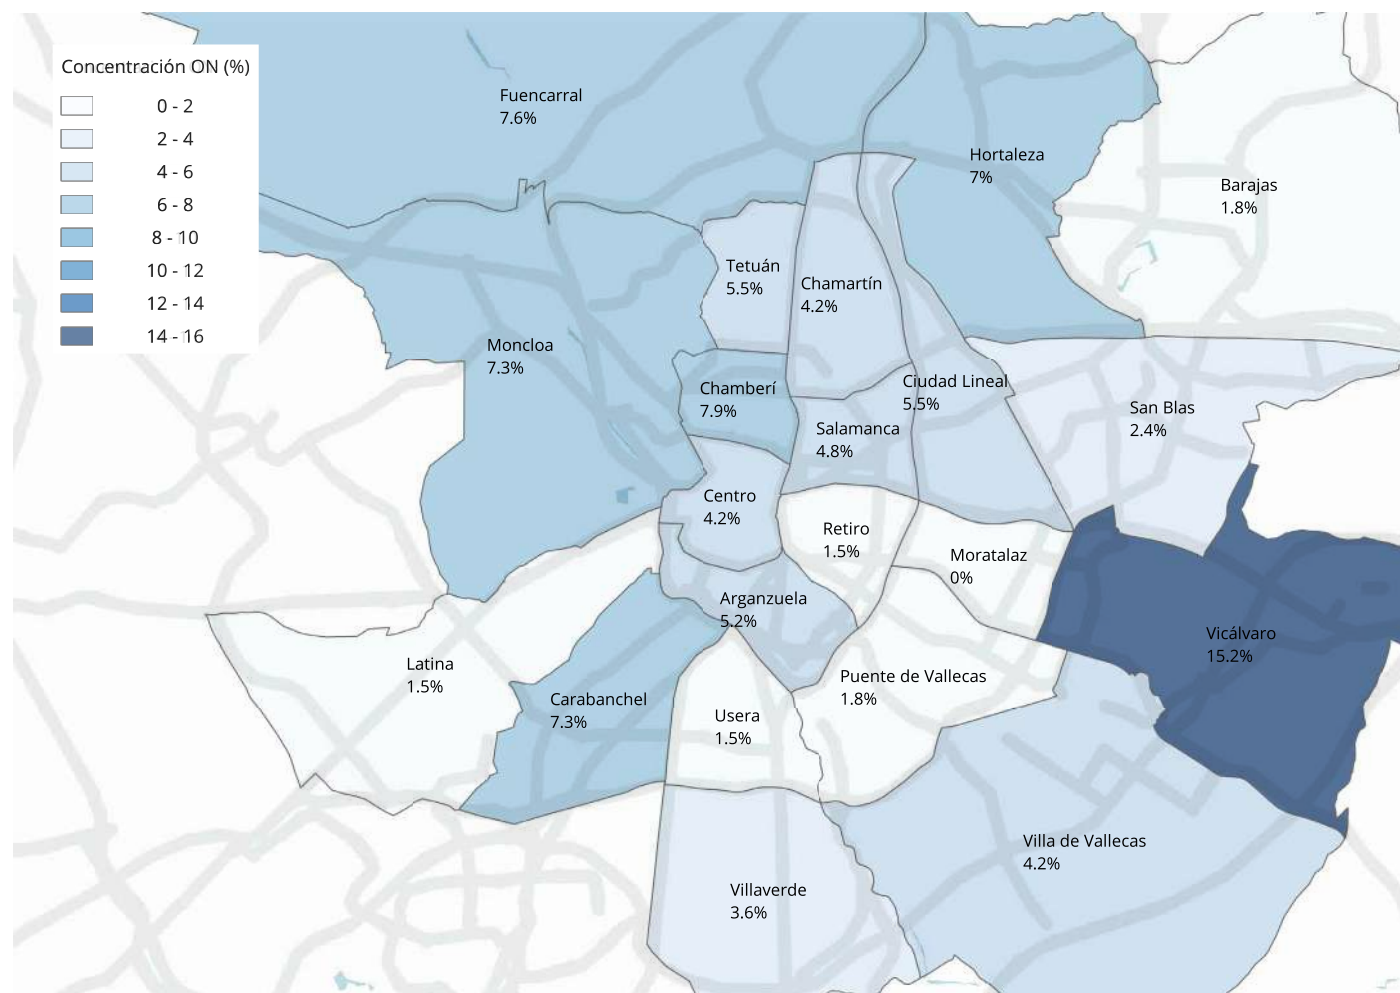 Concentración ON (%)
0 - 2
2 - 4
4 - 6
6 - 8
8 - 10
10 - 12
12 - 14
14 - 16
Fuencarral
7.6%
Hortaleza
7%
Barajas
1.8%
Tetuán
5.5%
Chamartín
4.2%
Moncloa
7.3%
Chamberí
7.9%
Ciudad Lineal
5.5%
San Blas
2.4%
Salamanca
4.8%
Centro
4.2%
Retiro
1.5%
Moratalaz
0%
Arganzuela
5.2%
Vicálvaro
15.2%
Latina
1.5%
Carabanchel
7.3%
Usera
1.5%
Puente de Vallecas
1.8%
Villa de Vallecas
4.2%
Villaverde
3.6%